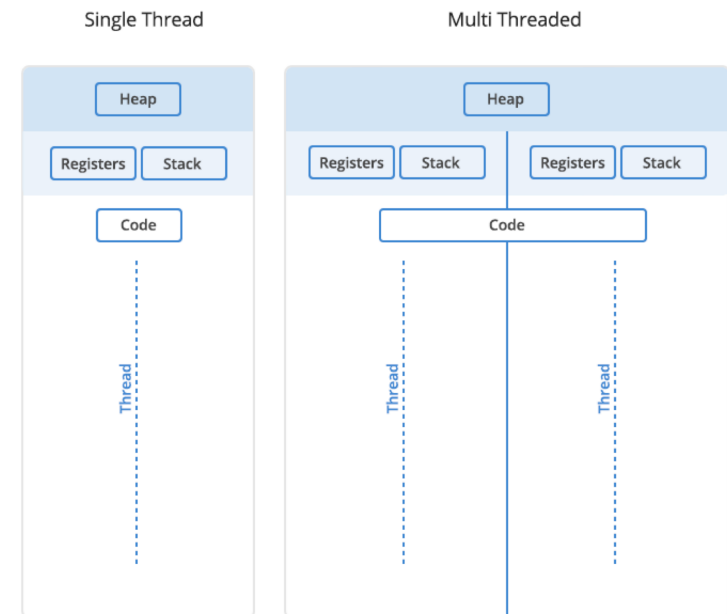 Single Thread
Multi Threaded
Heap
Heap
Registers
Stack
Registers
Stack
Registers
Stack
Code
Code
Thread
Thread
Thread